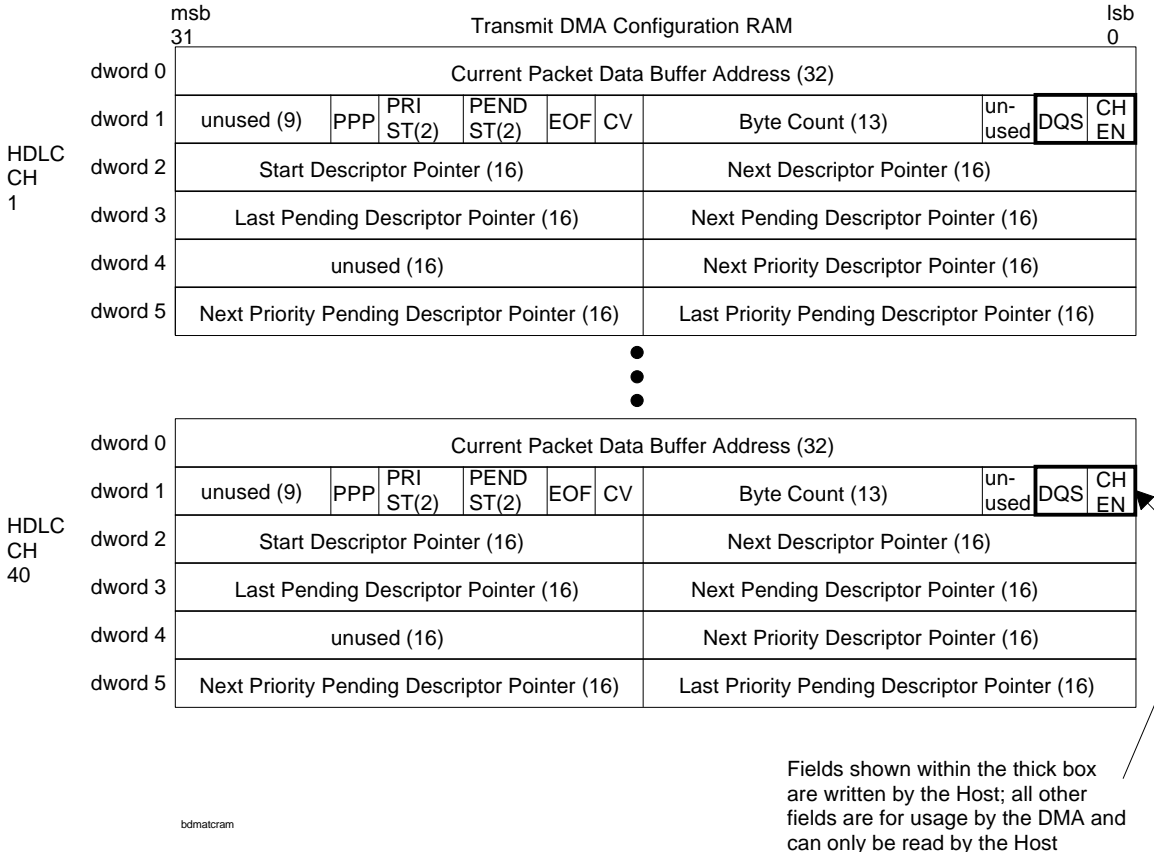 msb
31
Transmit DMA Configuration RAM
lsb
0
HDLC
CH
1
dword 0
Current Packet Data Buffer Address (32)
dword 1
unused (9)
PPP
PRI
ST(2)
PEND
ST(2)
EOF
CV
Byte Count (13)
un-
used
DQS
CH
EN
dword 2
Start Descriptor Pointer (16)
Next Descriptor Pointer (16)
dword 3
Last Pending Descriptor Pointer (16)
Next Pending Descriptor Pointer (16)
dword 4
unused (16)
Next Priority Descriptor Pointer (16)
dword 5
Next Priority Pending Descriptor Pointer (16)
Last Priority Pending Descriptor Pointer (16)
HDLC
CH
40
dword 0
Current Packet Data Buffer Address (32)
dword 1
unused (9)
PPP
PRI
ST(2)
PEND
ST(2)
EOF
CV
Byte Count (13)
un-
used
DQS
CH
EN
dword 2
Start Descriptor Pointer (16)
Next Descriptor Pointer (16)
dword 3
Last Pending Descriptor Pointer (16)
Next Pending Descriptor Pointer (16)
dword 4
unused (16)
Next Priority Descriptor Pointer (16)
dword 5
Next Priority Pending Descriptor Pointer (16)
Last Priority Pending Descriptor Pointer (16)
Fields shown within the thick box
are written by the Host; all other
fields are for usage by the DMA and
can only be read by the Host
bdmatcram